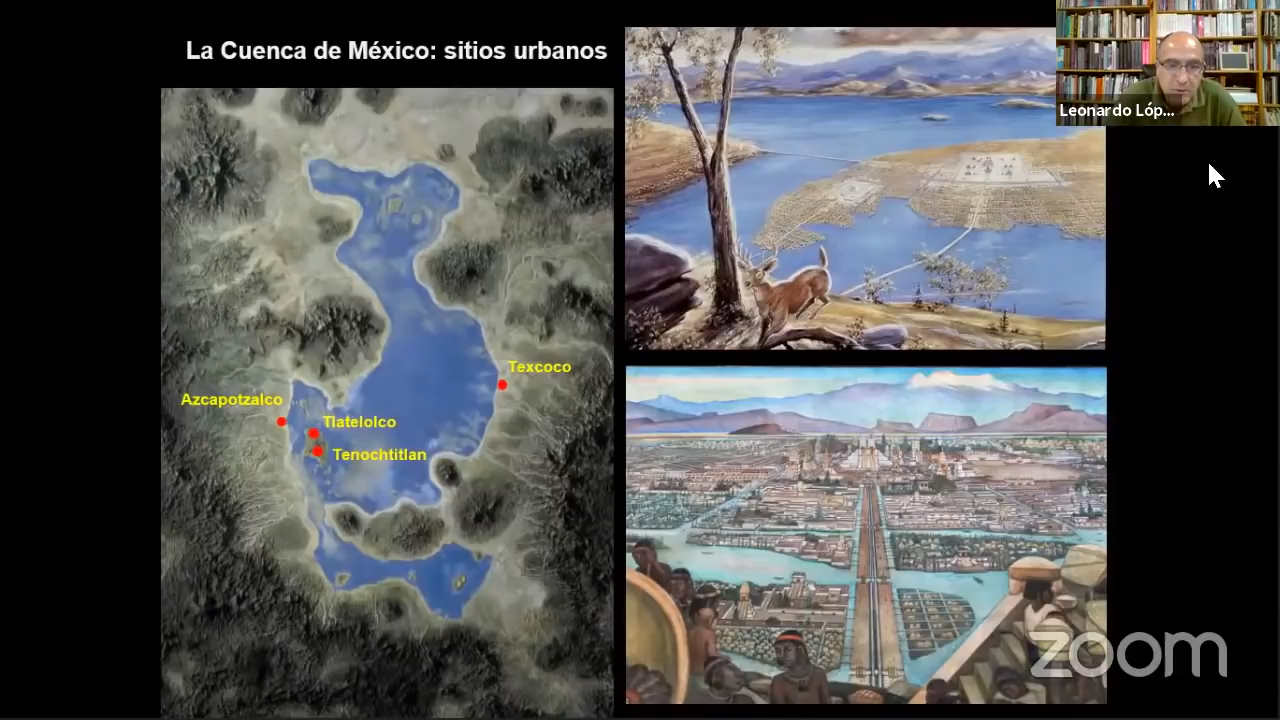 La Cuenca de México: sitios urbanos
Leonardo Lóp...
Texcoco
Azcapotzalco
Tlatelolco
Tenochtitlan
zoom